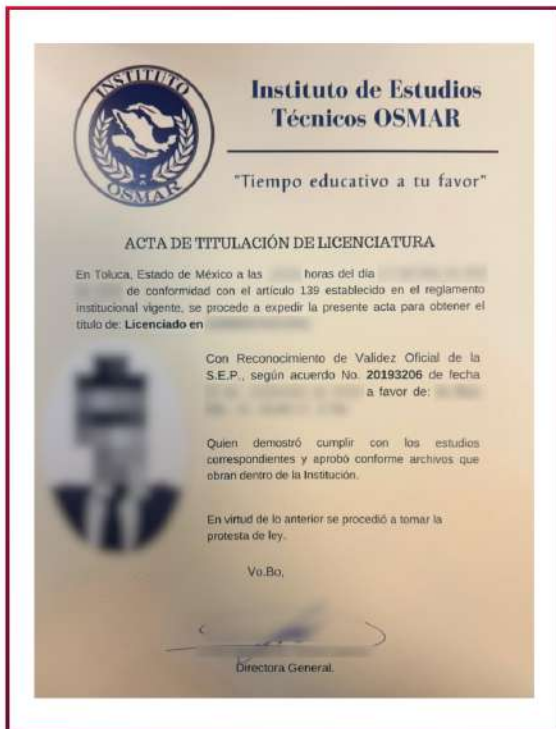 INSTITUTO
OSMAR
Instituto de Estudios
Técnicos OSMAR
"Tiempo educativo a tu favor"
ACTA DE TITULACIÓN DE LICENCIATURA
En Toluca, Estado de México a las horas del día
de conformidad con el artículo 139 establecido en el reglamento
institucional vigente, se procede a expedir la presente acta para obtener el
título de: Licenciado en
Con Reconocimiento de Validez Oficial de la
S.E.P., según acuerdo No. 20193206 de fecha
a favor de:
Quien demostró cumplir con los estudios
correspondientes y aprobó conforme archivos que
obran dentro de la Institución.
En virtud de lo anterior se procedió a tomar la
protesta de ley.
Vo.Bo,
Directora General.